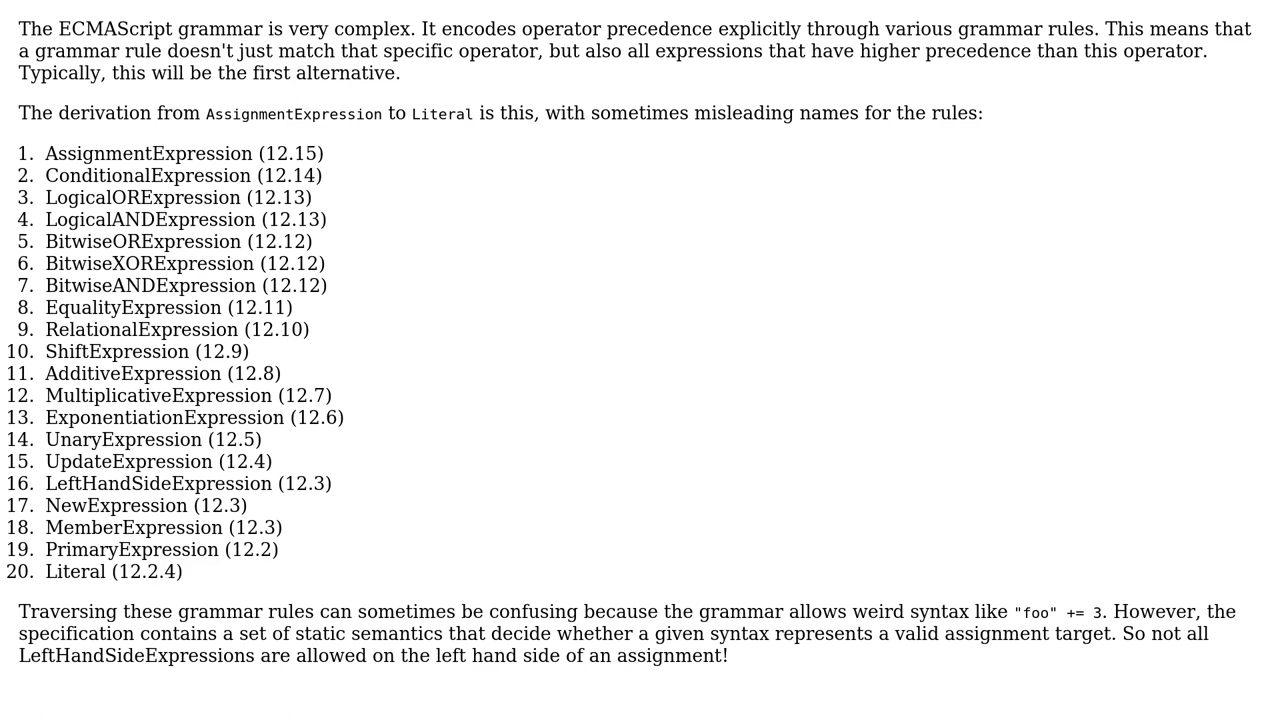 The ECMAScript grammar is very complex. It encodes operator precedence explicitly through various grammar rules. This means that
a grammar rule doesn't just match that specific operator, but also all expressions that have higher precedence than this operator.
Typically, this will be the first alternative.
The derivation from AssignmentExpression to Literal is this, with sometimes misleading names for the rules:
1. AssignmentExpression (12.15)
2. ConditionalExpression (12.14)
3. LogicalORExpression (12.13)
4. LogicalANDExpression (12.13)
5. BitwiseORExpression (12.12)
6. BitwiseXORExpression (12.12)
7. BitwiseANDExpression (12.12)
8. EqualityExpression (12.11)
9. RelationalExpression (12.10)
10. ShiftExpression (12.9)
11. AdditiveExpression (12.8)
12. MultiplicativeExpression (12.7)
13. ExponentiationExpression (12.6)
14. UnaryExpression (12.5)
15. UpdateExpression (12.4)
16. LeftHandSideExpression (12.3)
17. NewExpression (12.3)
18. MemberExpression (12.3)
19. PrimaryExpression (12.2)
20. Literal (12.2.4)
Traversing these grammar rules can sometimes be confusing because the grammar allows weird syntax like "foo" += 3. However, the
specification contains a set of static semantics that decide whether a given syntax represents a valid assignment target. So not all
LeftHandSideExpressions are allowed on the left hand side of an assignment!